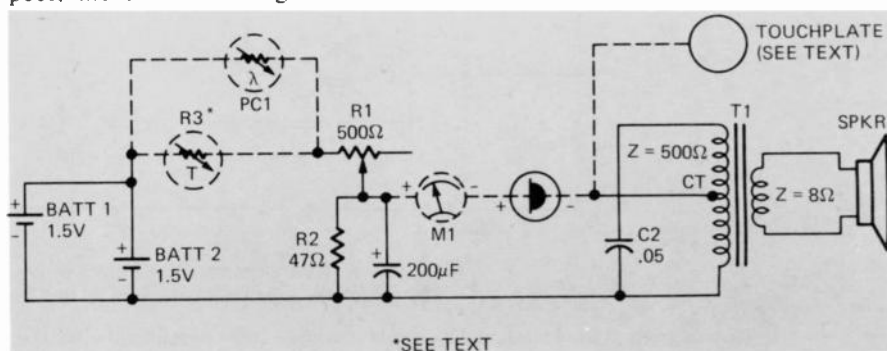 TOUCHPLATE
(SEE TEXT)
λ
PC1
R3*
T
R1
500Ω
T1
SPKR
Z = 500Ω
CT
Z = 8Ω
+
-
BATT 1
1.5V
+
-
BATT 2
1.5V
R2
47Ω
+
200μF
+
-
M1
+
-
C2
.05
*SEE TEXT